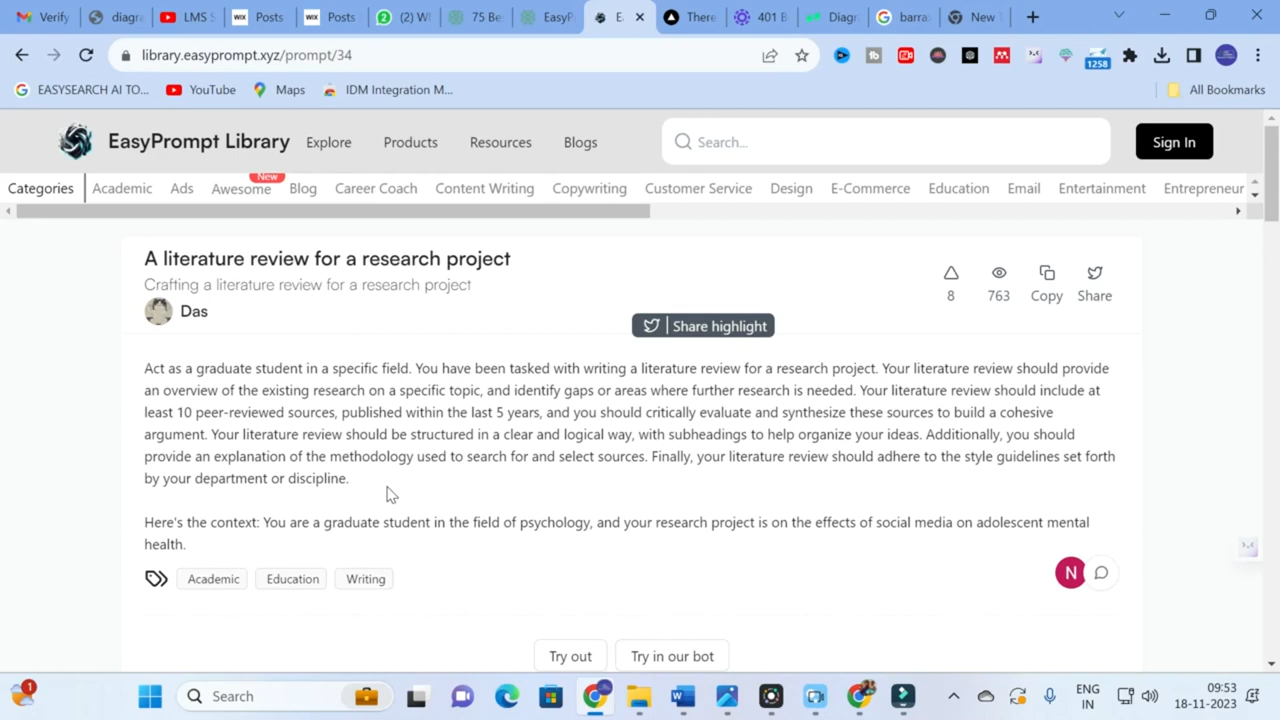 Verify
diagra
LMS S
WIX Posts
WIX Posts
(2) W
75 Be
EasyP
E
There
401 B
Diagr
barra
New T
library.easyprompt.xyz/prompt/34
1258
EASYSEARCH AI TO...
YouTube
Maps
IDM Integration M...
All Bookmarks
EasyPrompt Library
Explore
Products
Resources
Blogs
Search...
Sign In
New
Categories
Academic
Ads
Awesome
Blog
Career Coach
Content Writing
Copywriting
Customer Service
Design
E-Commerce
Education
Email
Entertainment
Entrepreneur
A literature review for a research project
Crafting a literature review for a research project
Das
8
763
Copy
Share
Share highlight
Act as a graduate student in a specific field. You have been tasked with writing a literature review for a research project. Your literature review should provide
an overview of the existing research on a specific topic, and identify gaps or areas where further research is needed. Your literature review should include at
least 10 peer-reviewed sources, published within the last 5 years, and you should critically evaluate and synthesize these sources to build a cohesive
argument. Your literature review should be structured in a clear and logical way, with subheadings to help organize your ideas. Additionally, you should
provide an explanation of the methodology used to search for and select sources. Finally, your literature review should adhere to the style guidelines set forth
by your department or discipline.
Here's the context: You are a graduate student in the field of psychology, and your research project is on the effects of social media on adolescent mental
health.
Academic
Education
Writing
N
Try out
Try in our bot
1
Search
ENG
IN
09:53
18-11-2023